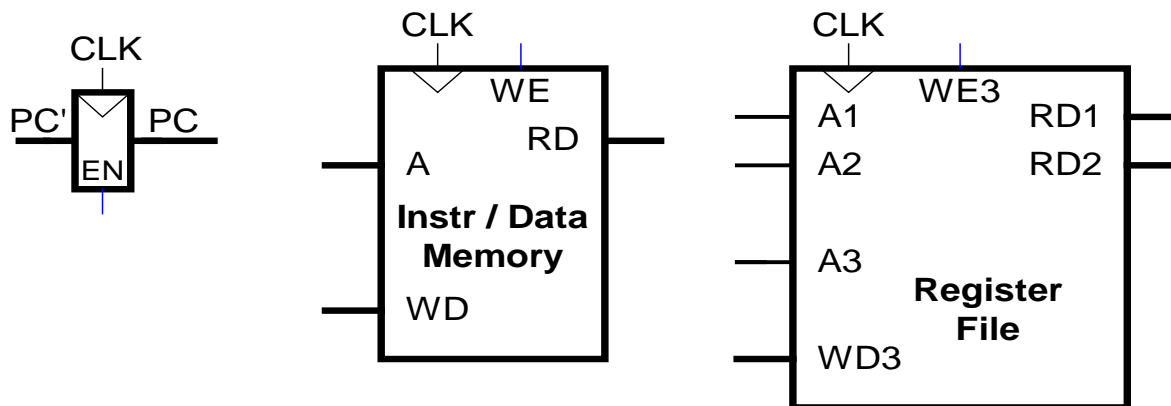 CLK
PC'
PC
EN
CLK
WE
RD
A
Instr / Data
Memory
WD
CLK
WE3
A1
RD1
A2
RD2
A3
Register
File
WD3